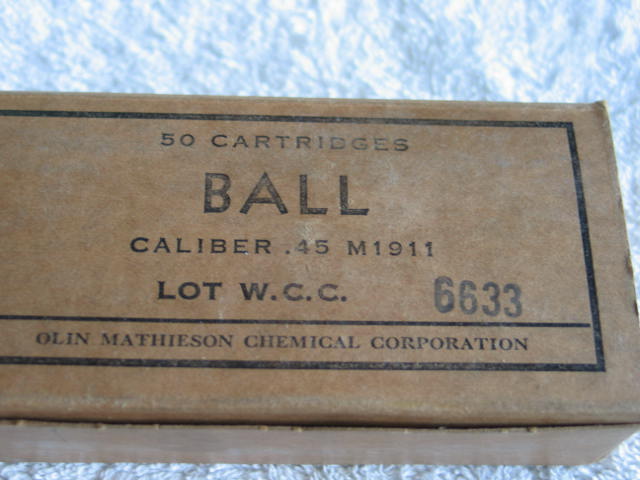 50 CARTRIDGES
BALL
CALIBER .45 M1911
LOT W.C.C. 6633
OLIN MATHIESON CHEMICAL CORPORATION